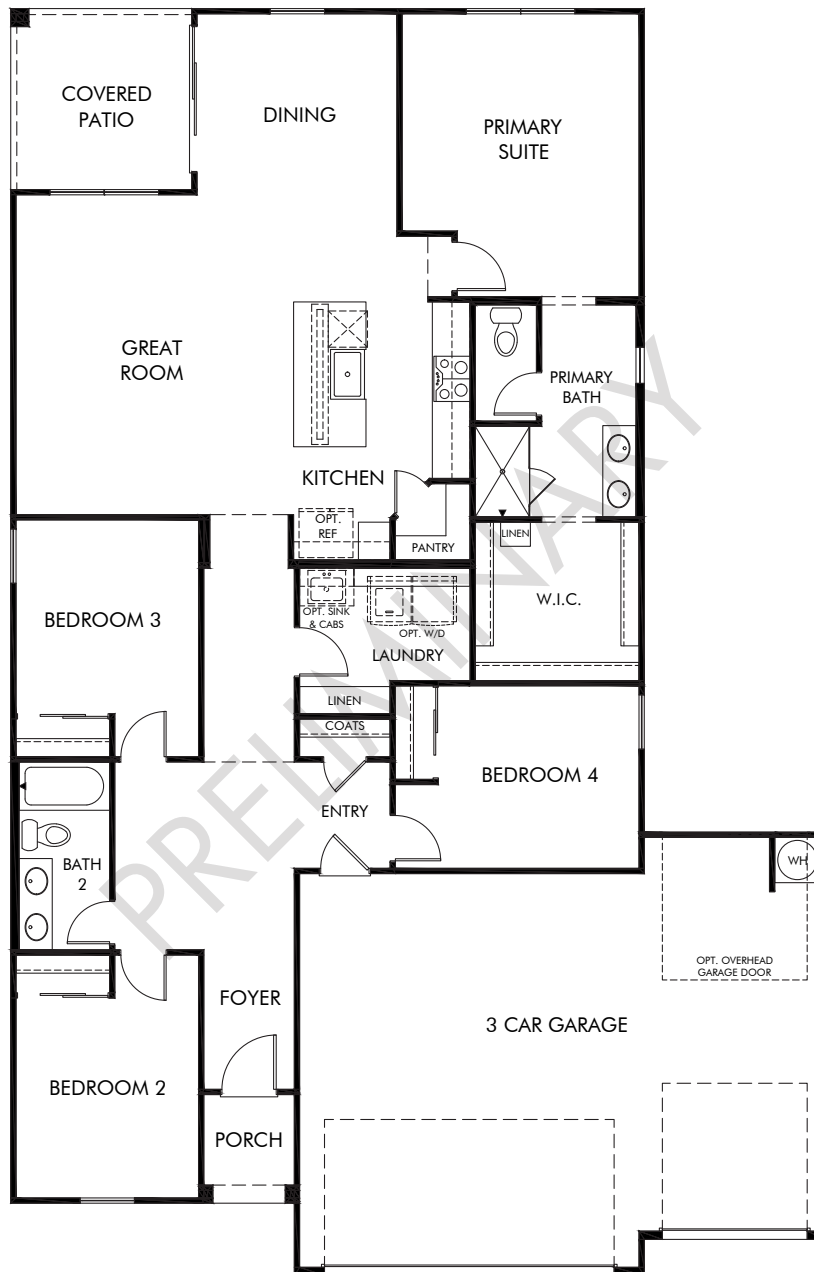 COVERED
PATIO
DINING
PRIMARY
SUITE
GREAT
ROOM
PRIMARY
BATH
KITCHEN
OPT.
REF
PANTRY
LINEN
W.I.C.
BEDROOM 3
OPT. SINK
& CABS
OPT. W/D
LAUNDRY
LINEN
COATS
BEDROOM 4
ENTRY
BATH
2
WH
OPT. OVERHEAD
GARAGE DOOR
FOYER
3 CAR GARAGE
BEDROOM 2
PORCH
PRELIMINARY